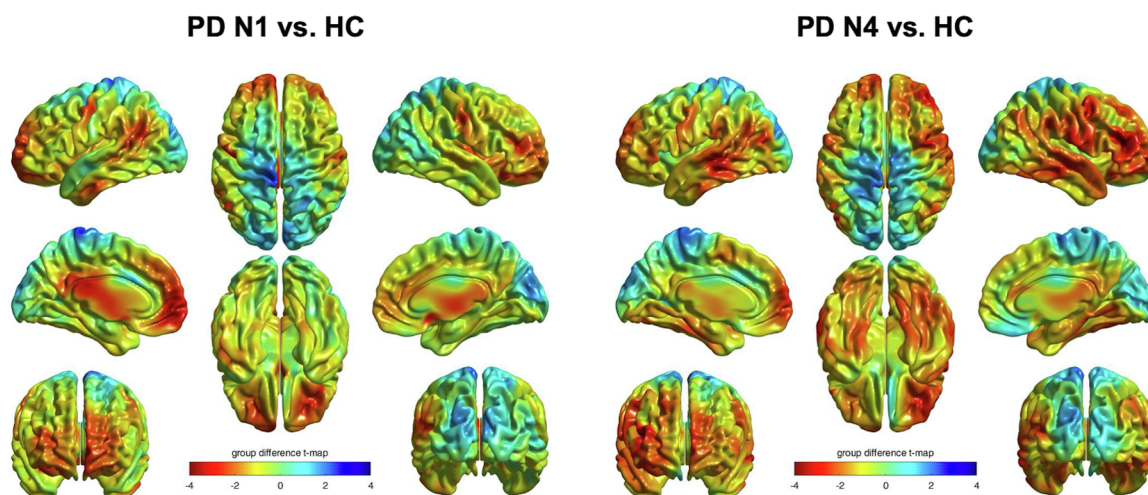 PD N1 vs. HC
PD N4 vs. HC
group difference t-map
-4 -2 0 2 4
group difference t-map
-4 -2 0 2 4